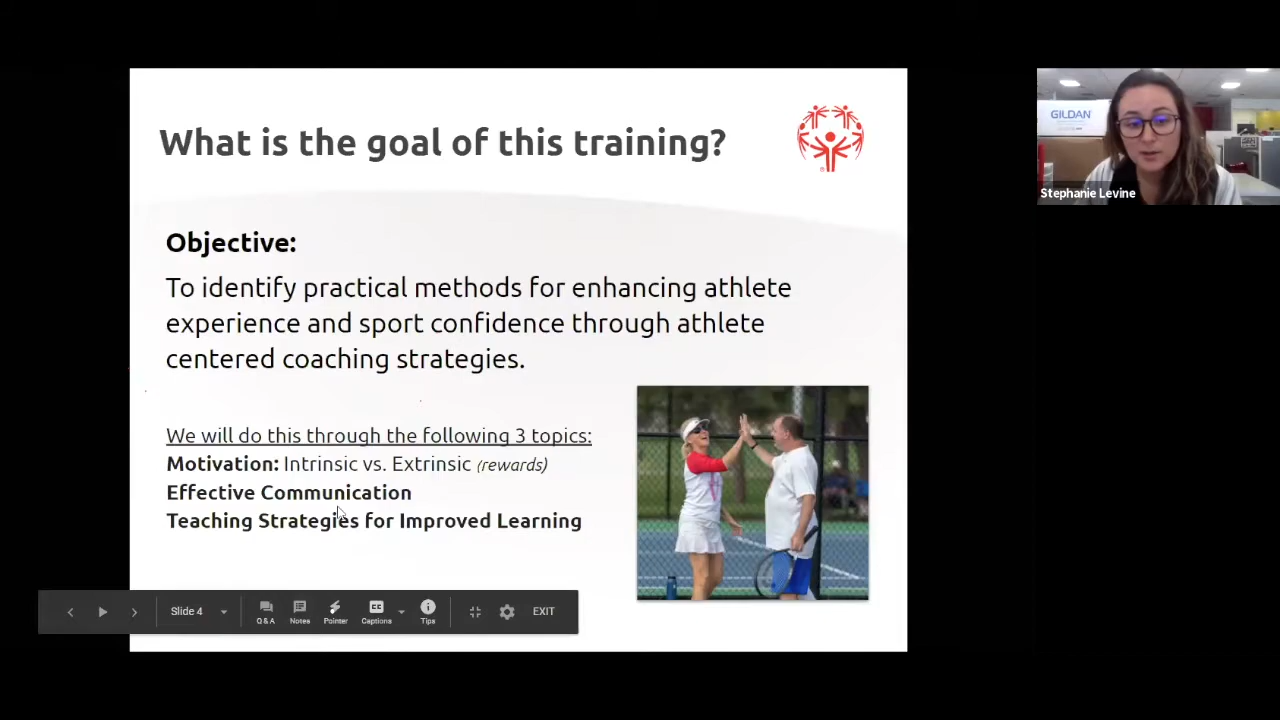 What is the goal of this training?
GILDAN
Stephanie Levine
Objective:
To identify practical methods for enhancing athlete
experience and sport confidence through athlete
centered coaching strategies.
We will do this through the following 3 topics:
Motivation: Intrinsic vs. Extrinsic (rewards)
Effective Communication
Teaching Strategies for Improved Learning
Slide 4
Q & A
Notes
Pointer
CC
Captions
Tips
EXIT